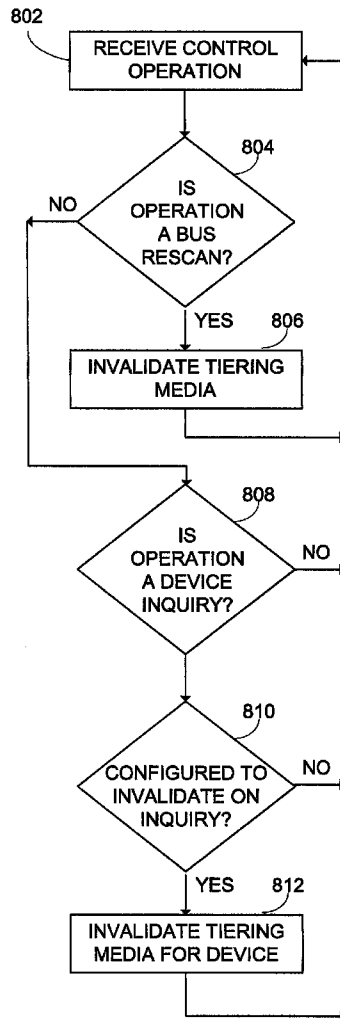 802
RECEIVE CONTROL
OPERATION
804
NO
IS
OPERATION
A BUS
RESCAN?
YES
806
INVALIDATE TIERING
MEDIA
808
IS
OPERATION
A DEVICE
INQUIRY?
NO
810
CONFIGURED TO
INVALIDATE ON
INQUIRY?
NO
YES
812
INVALIDATE TIERING
MEDIA FOR DEVICE